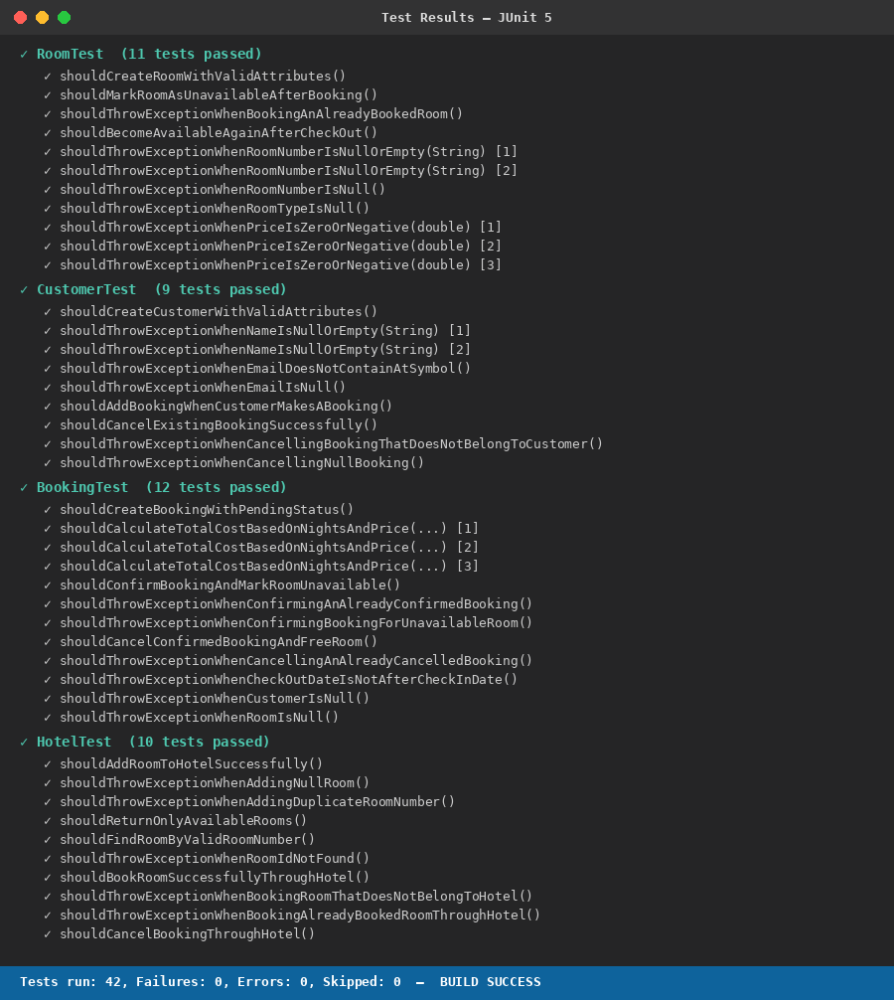 Test Results — JUnit 5
✓ RoomTest (11 tests passed)
✓ shouldCreateRoomWithValidAttributes()
✓ shouldMarkRoomAsUnavailableAfterBooking()
✓ shouldThrowExceptionWhenBookingAnAlreadyBookedRoom()
✓ shouldBecomeAvailableAgainAfterCheckOut()
✓ shouldThrowExceptionWhenRoomNumberIsNullOrEmpty(String) [1]
✓ shouldThrowExceptionWhenRoomNumberIsNullOrEmpty(String) [2]
✓ shouldThrowExceptionWhenRoomNumberIsNull()
✓ shouldThrowExceptionWhenRoomTypeIsNull()
✓ shouldThrowExceptionWhenPriceIsZeroOrNegative(double) [1]
✓ shouldThrowExceptionWhenPriceIsZeroOrNegative(double) [2]
✓ shouldThrowExceptionWhenPriceIsZeroOrNegative(double) [3]
✓ CustomerTest (9 tests passed)
✓ shouldCreateCustomerWithValidAttributes()
✓ shouldThrowExceptionWhenNameIsNullOrEmpty(String) [1]
✓ shouldThrowExceptionWhenNameIsNullOrEmpty(String) [2]
✓ shouldThrowExceptionWhenEmailDoesNotContainAtSymbol()
✓ shouldThrowExceptionWhenEmailIsNull()
✓ shouldAddBookingWhenCustomerMakesABooking()
✓ shouldCancelExistingBookingSuccessfully()
✓ shouldThrowExceptionWhenCancellingBookingThatDoesNotBelongToCustomer()
✓ shouldThrowExceptionWhenCancellingNullBooking()
✓ BookingTest (12 tests passed)
✓ shouldCreateBookingWithPendingStatus()
✓ shouldCalculateTotalCostBasedOnNightsAndPrice(...) [1]
✓ shouldCalculateTotalCostBasedOnNightsAndPrice(...) [2]
✓ shouldCalculateTotalCostBasedOnNightsAndPrice(...) [3]
✓ shouldConfirmBookingAndMarkRoomUnavailable()
✓ shouldThrowExceptionWhenConfirmingAnAlreadyConfirmedBooking()
✓ shouldThrowExceptionWhenConfirmingBookingForUnavailableRoom()
✓ shouldCancelConfirmedBookingAndFreeRoom()
✓ shouldThrowExceptionWhenCancellingAnAlreadyCancelledBooking()
✓ shouldThrowExceptionWhenCheckOutDateIsNotAfterCheckInDate()
✓ shouldThrowExceptionWhenCustomerIsNull()
✓ shouldThrowExceptionWhenRoomIsNull()
✓ HotelTest (10 tests passed)
✓ shouldAddRoomToHotelSuccessfully()
✓ shouldThrowExceptionWhenAddingNullRoom()
✓ shouldThrowExceptionWhenAddingDuplicateRoomNumber()
✓ shouldReturnOnlyAvailableRooms()
✓ shouldFindRoomByValidRoomNumber()
✓ shouldThrowExceptionWhenRoomIdNotFound()
✓ shouldBookRoomSuccessfullyThroughHotel()
✓ shouldThrowExceptionWhenBookingRoomThatDoesNotBelongToHotel()
✓ shouldThrowExceptionWhenBookingAlreadyBookedRoomThroughHotel()
✓ shouldCancelBookingThroughHotel()
Tests run: 42, Failures: 0, Errors: 0, Skipped: 0 — BUILD SUCCESS